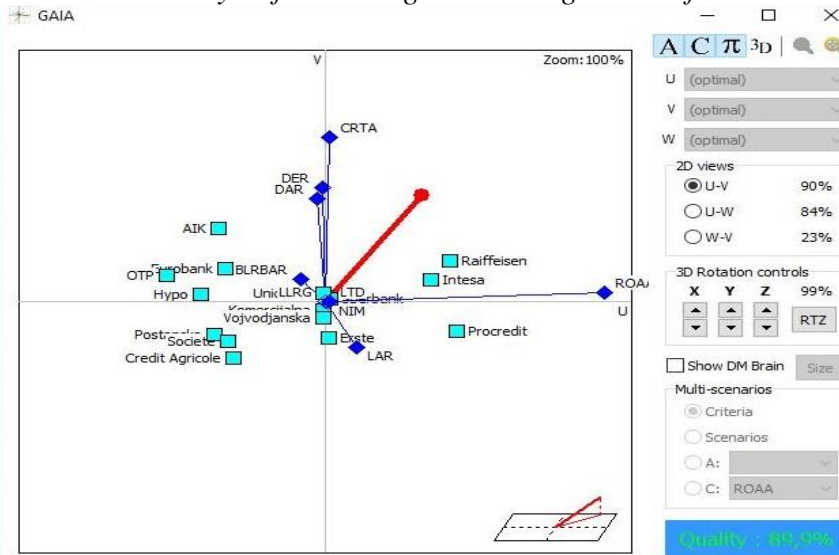 GAIA
A C π 3D
V
Zoom: 100%
CRTA
DER
DAR
AIK
OTP
Eurobank
BLRBAR
Raiffeisen
Intesa
Hypo
LLRG
LTD
ROA
U
NIM
Vojvodjanska
Societe
Erste
Procredit
Credit Agricole
LAR
U (optimal)
V (optimal)
W (optimal)
2D views
U-V 90%
U-W 84%
W-V 23%
3D Rotation controls
X Y Z 99%
RTZ
Show DM Brain Size
Multi-scenarios
Criteria
Scenarios
A:
C: ROAA
Quality : 89,9%